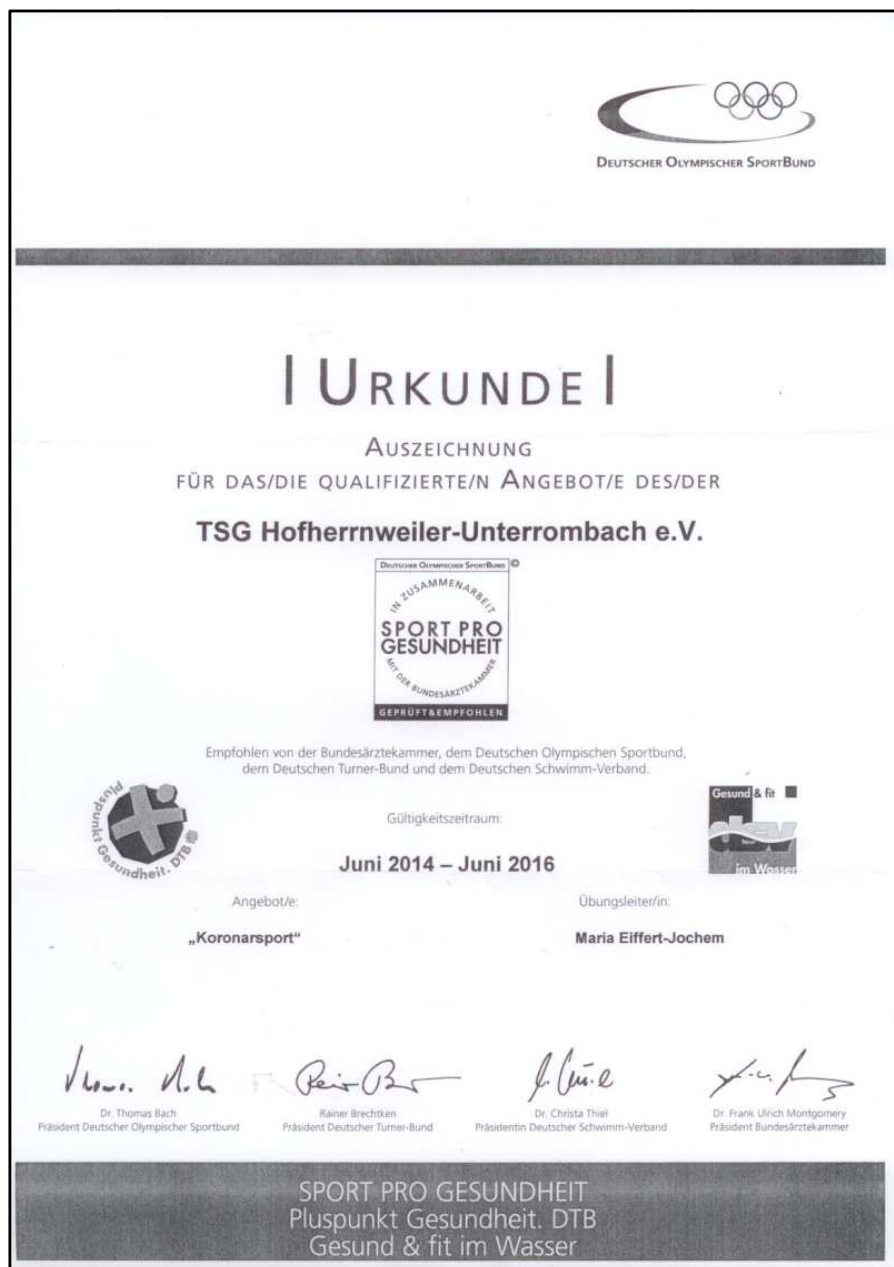 DEUTSCHER OLYMPISCHER SPORTBUND
| URKUNDE |
AUSZEICHNUNG
FÜR DAS/DIE QUALIFIZIERTE/N ANGEBOT/E DES/DER
TSG Hofherrnweiler-Unterrombach e.V.
DEUTSCHER OLYMPISCHER SPORTBUND ©
IN ZUSAMMENARBEIT
SPORT PRO
GESUNDHEIT
MIT DER BUNDESÄRZTEKAMMER
GEPRÜFT & EMPFOHLEN
Empfohlen von der Bundesärztekammer, dem Deutschen Olympischen Sportbund,
dem Deutschen Turner-Bund und dem Deutschen Schwimm-Verband.
Pluspunkt Gesundheit. DTB
Gesund & fit
dsv
im Wasser
Gültigkeitszeitraum:
Juni 2014 – Juni 2016
Angebot/e:
Übungsleiter/in:
„Koronarsport“
Maria Eiffert-Jochem
Dr. Thomas Bach
Präsident Deutscher Olympischer Sportbund
Rainer Brechtken
Präsident Deutscher Turner-Bund
Dr. Christa Thiel
Präsidentin Deutscher Schwimm-Verband
Dr. Frank Ulrich Montgomery
Präsident Bundesärztekammer
SPORT PRO GESUNDHEIT
Pluspunkt Gesundheit. DTB
Gesund & fit im Wasser